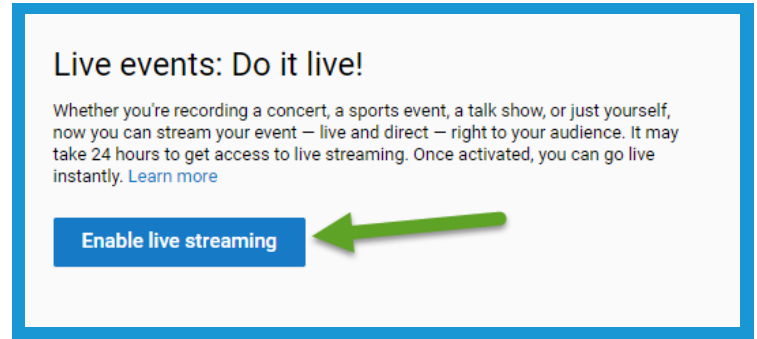 Live events: Do it live!
Whether you're recording a concert, a sports event, a talk show, or just yourself,
now you can stream your event — live and direct — right to your audience. It may
take 24 hours to get access to live streaming. Once activated, you can go live
instantly. Learn more
Enable live streaming